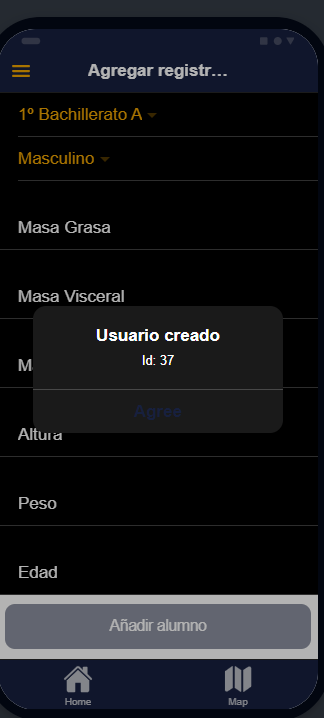 Agregar registr…
1º Bachillerato A
Masculino
Masa Grasa
Masa Visceral
Usuario creado
Id: 37
Agree
Altura
Peso
Edad
Añadir alumno
Home
Map